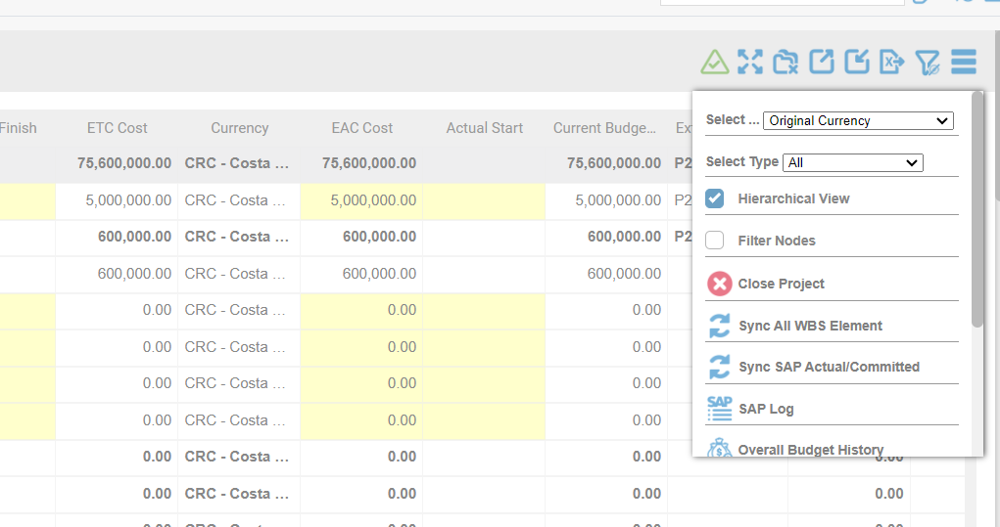 Finish ETC Cost Currency EAC Cost Actual Start Current Budge...
Select ... Original Currency
Select Type All
Hierarchical View
Filter Nodes
Close Project
Sync All WBS Element
Sync SAP Actual/Committed
SAP SAP Log
Overall Budget History
75,600,000.00 CRC - Costa ... 75,600,000.00 75,600,000.00 P2
5,000,000.00 CRC - Costa ... 5,000,000.00 5,000,000.00 P2
600,000.00 CRC - Costa ... 600,000.00 600,000.00 P2
600,000.00 CRC - Costa ... 600,000.00 600,000.00
0.00 CRC - Costa ... 0.00 0.00
0.00 CRC - Costa ... 0.00 0.00
0.00 CRC - Costa ... 0.00 0.00
0.00 CRC - Costa ... 0.00 0.00
0.00 CRC - Costa ... 0.00 0.00 0.00
0.00 CRC - Costa ... 0.00 0.00 0.00